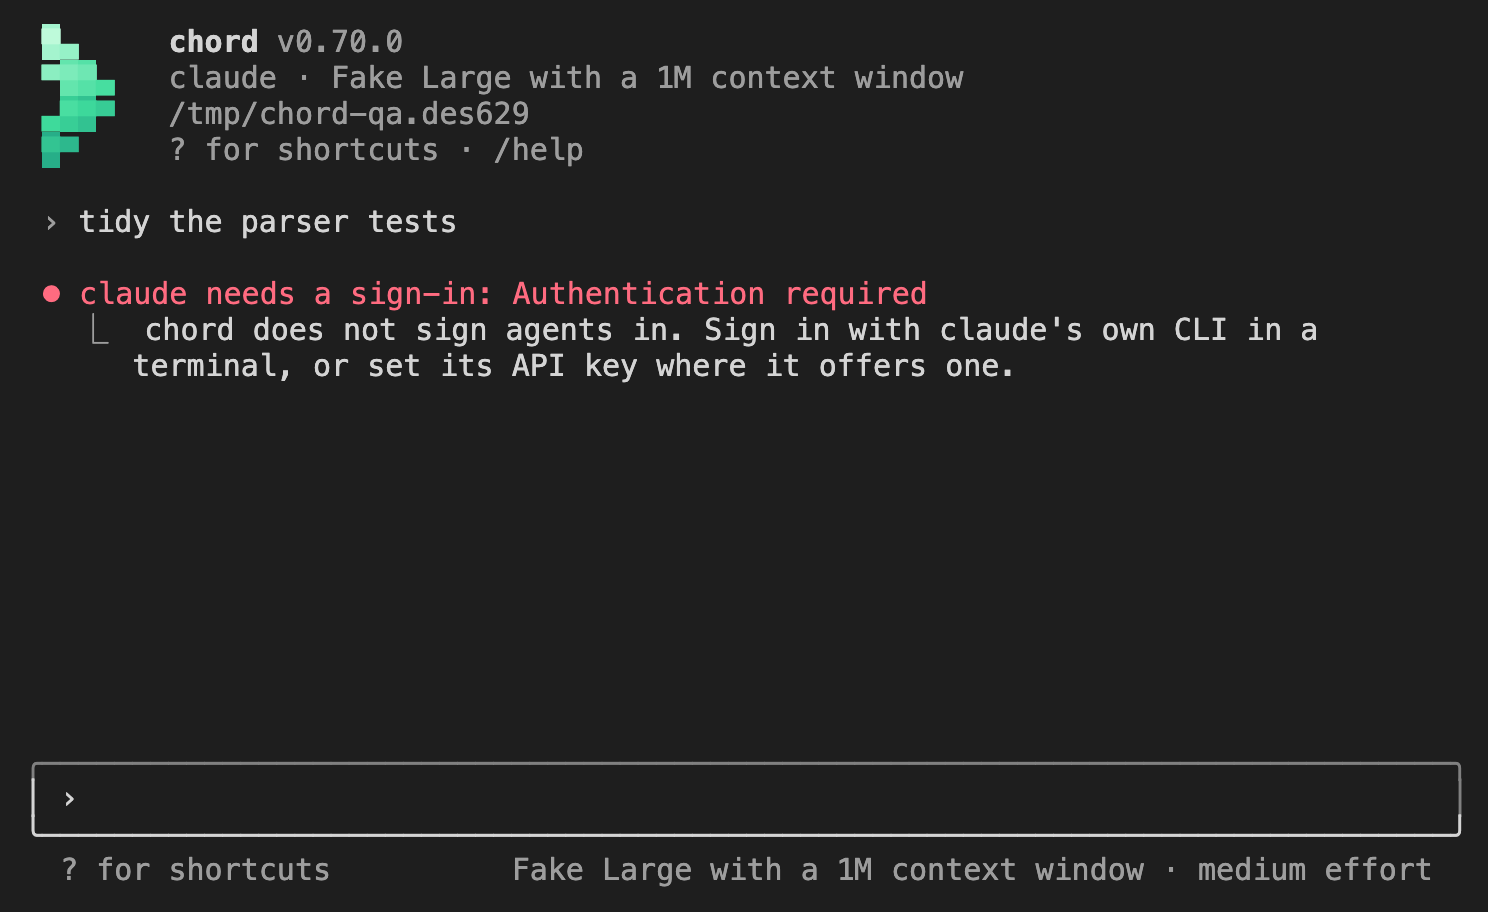 chord v0.70.0
claude · Fake Large with a 1M context window
/tmp/chord-qa.des629
? for shortcuts · /help
› tidy the parser tests
● claude needs a sign-in: Authentication required
⎿ chord does not sign agents in. Sign in with claude's own CLI in a
terminal, or set its API key where it offers one.
›
? for shortcuts Fake Large with a 1M context window · medium effort